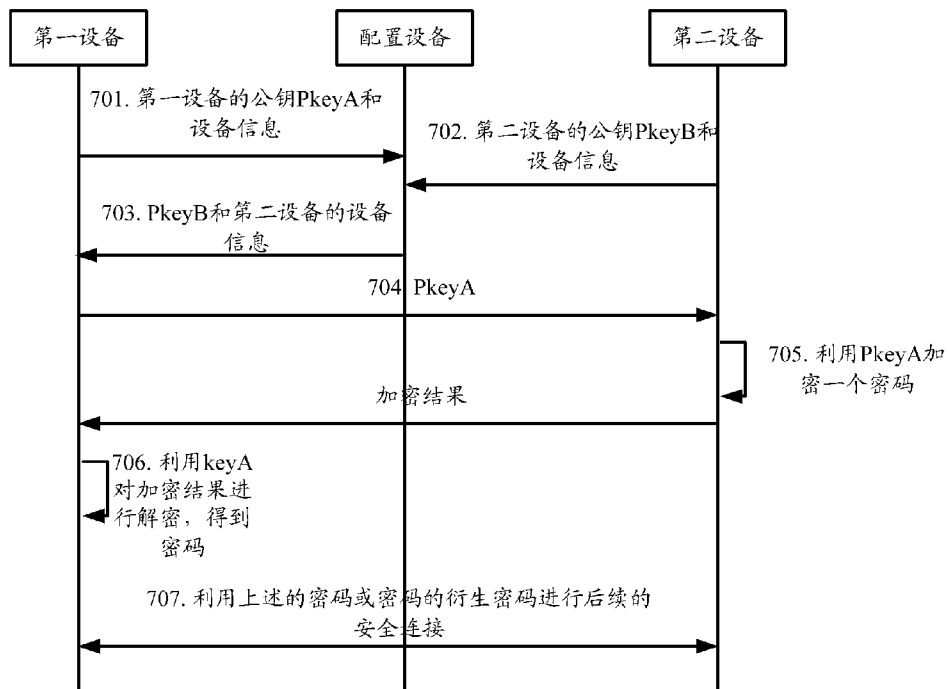 第一设备
配置设备
第二设备
701. 第一设备的公钥PkeyA和
设备信息
702. 第二设备的公钥PkeyB和
设备信息
703. PkeyB和第二设备的设备
信息
704 PkeyA
705. 利用PkeyA加
密一个密码
加密结果
706. 利用keyA
对加密结果进
行解密，得到
密码
707. 利用上述的密码或密码的衍生密码进行后续的
安全连接